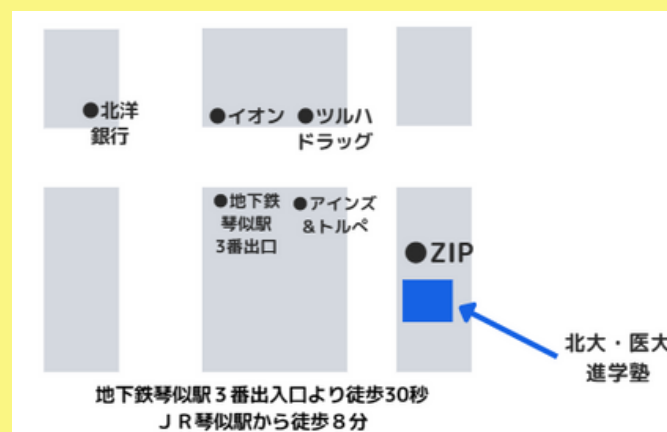 ●北洋
銀行
●イオン
●ツルハ
ドラッグ
●地下鉄
琴似駅
3番出口
●アインズ
&トルペ
●ZIP
北大・医大
進学塾
地下鉄琴似駅３番出入口より徒歩30秒
ＪＲ琴似駅から徒歩８分